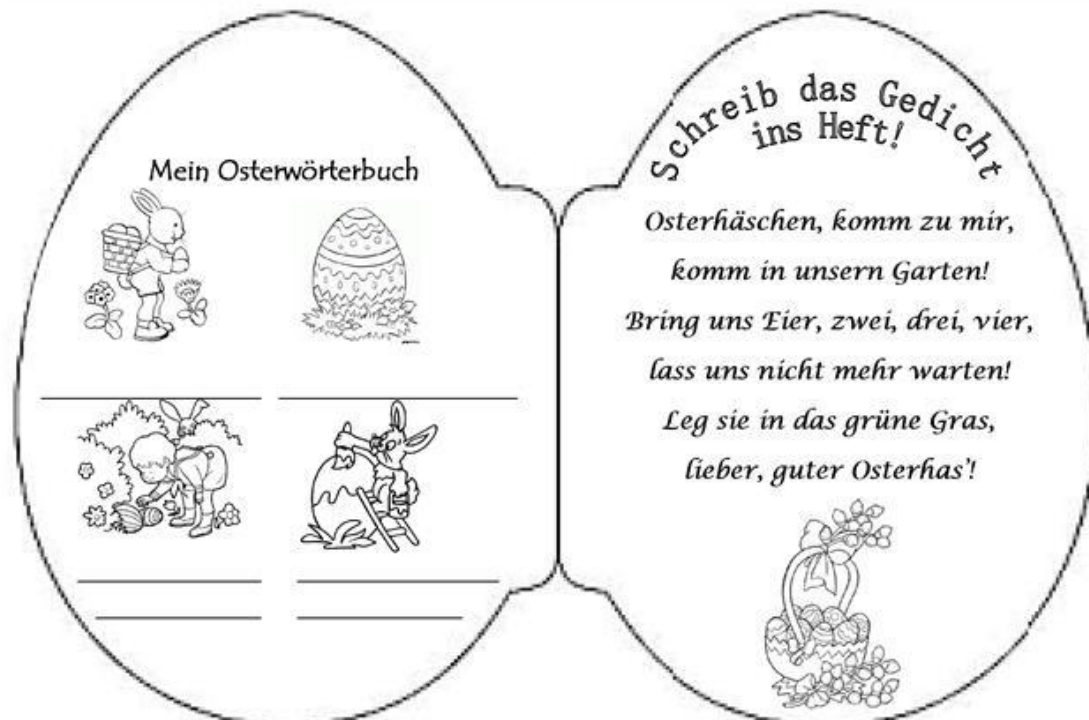 Mein Osterwörterbuch
Schreib das Gedicht
ins Heft!
Osterhäschen, komm zu mir,
komm in unsern Garten!
Bring uns Eier, zwei, drei, vier,
lass uns nicht mehr warten!
Leg sie in das grüne Gras,
lieber, guter Osterhas'!